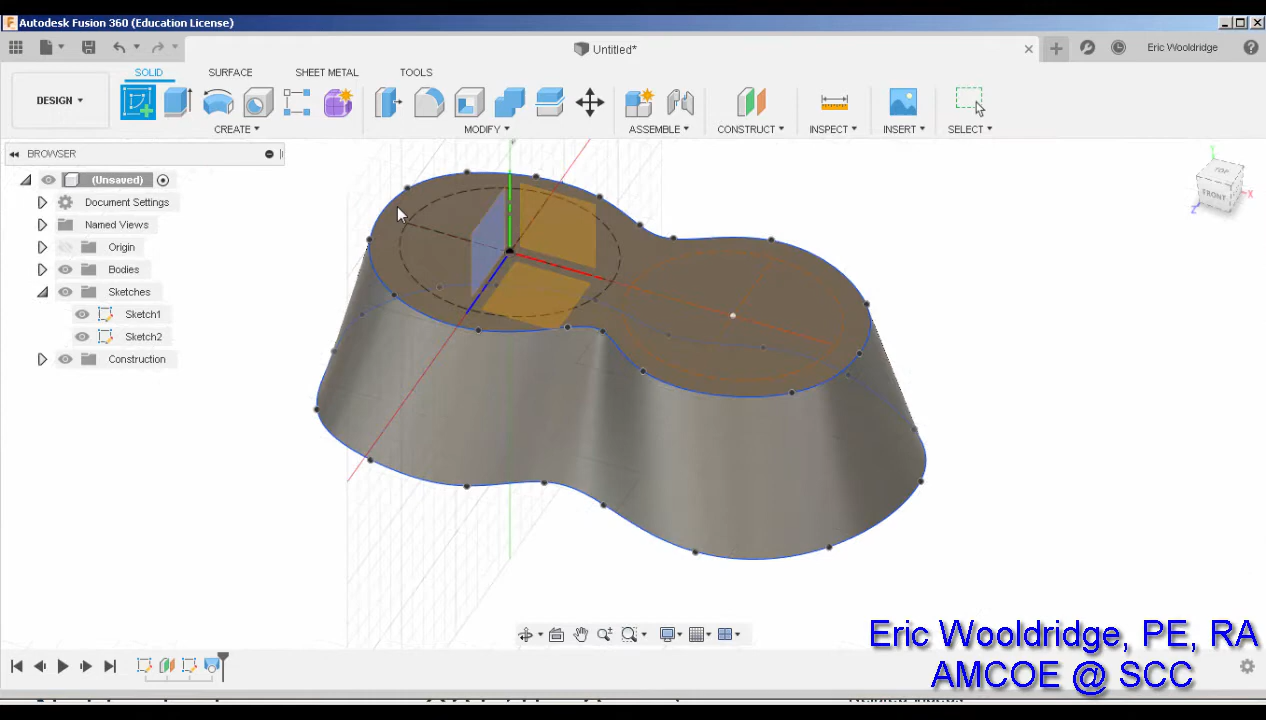 Autodesk Fusion 360 (Education License)
Untitled*
Eric Wooldridge
DESIGN
SOLID
SURFACE
SHEET METAL
TOOLS
CREATE
MODIFY
ASSEMBLE
CONSTRUCT
INSPECT
INSERT
SELECT
BROWSER
(Unsaved)
Document Settings
Named Views
Origin
Bodies
Sketches
Sketch1
Sketch2
Construction
Y
TOP
FRONT
X
Z
Eric Wooldridge, PE, RA
AMCOE @ SCC